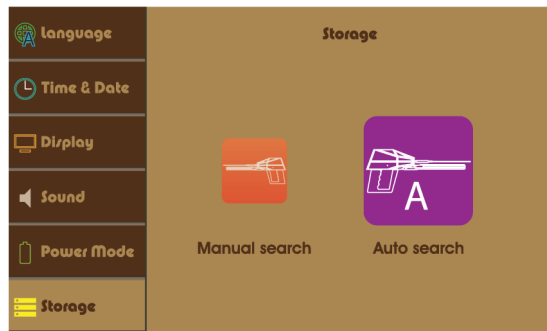 Language
Storage
Time & Date
Display
Sound
Power Mode
Storage
A
Manual search
Auto search